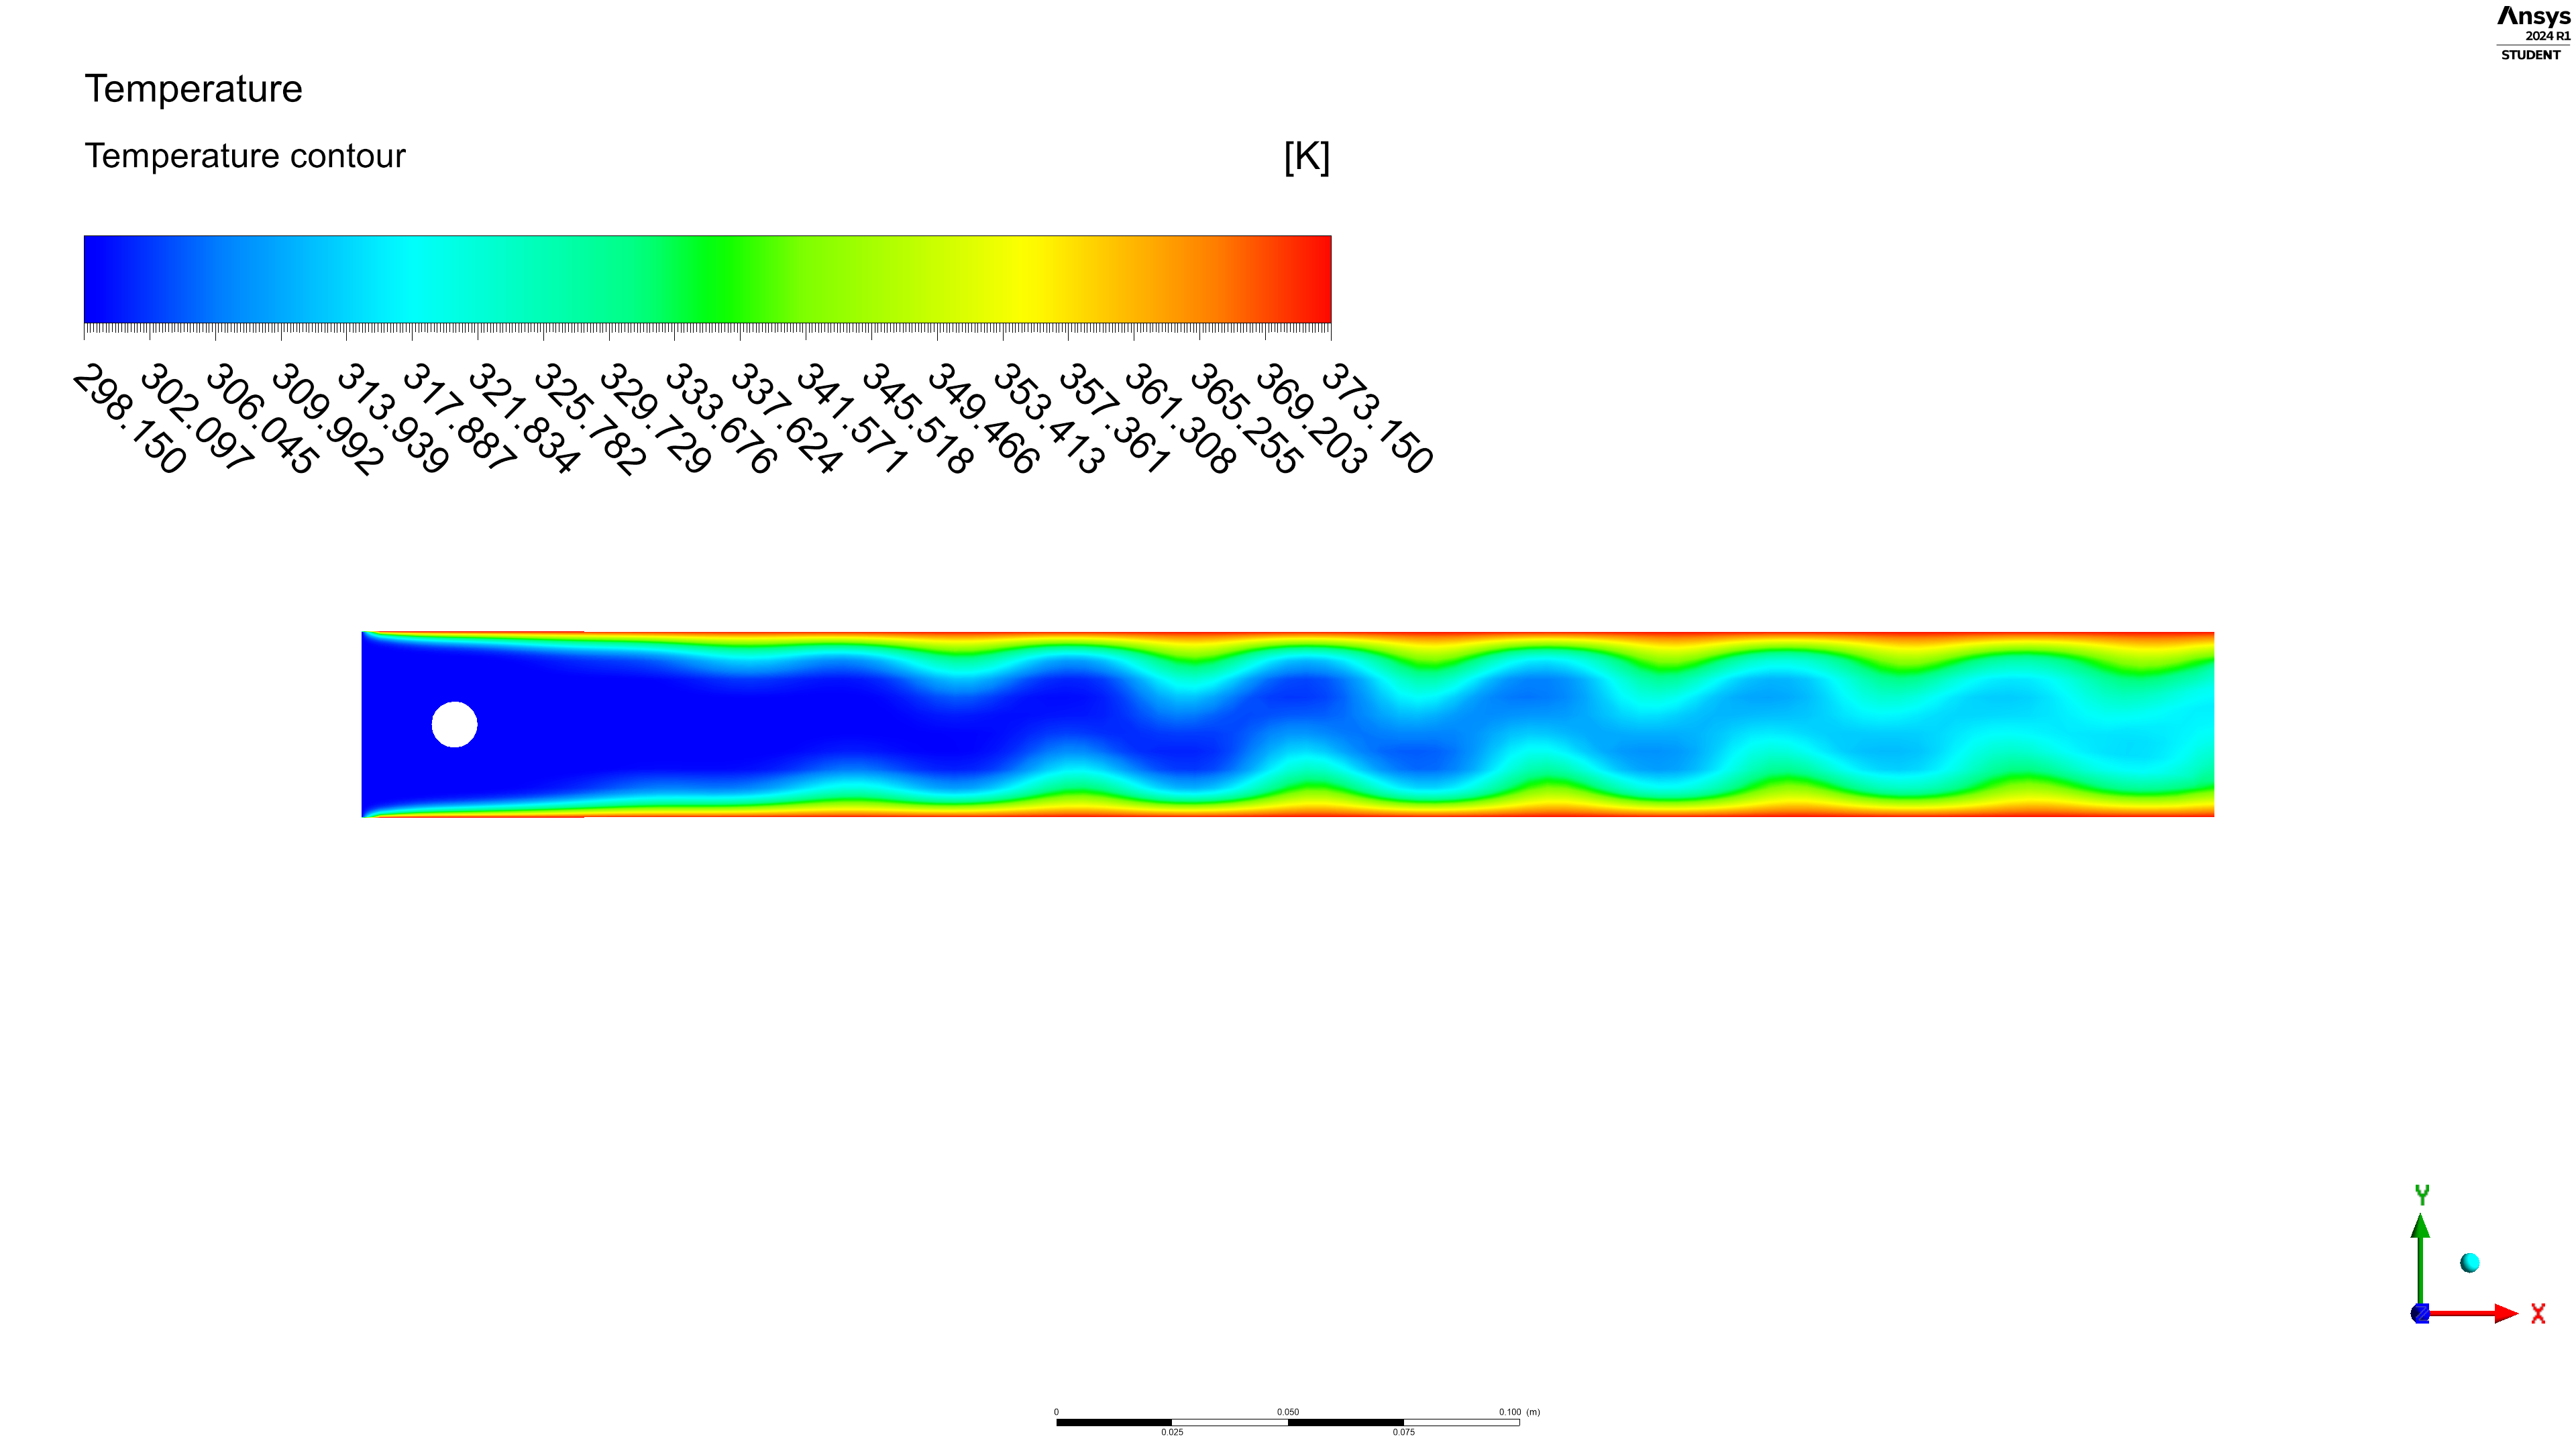 Ansys
2024 R1
STUDENT
Temperature
Temperature contour [K]
298.150 302.097 306.045 309.992 313.939 317.887 321.834 325.782 329.729 333.676 337.624 341.571 345.518 349.466 353.413 357.361 361.308 365.255 369.203 373.150
Y
Z X
0 0.050 0.100 (m)
0.025 0.075